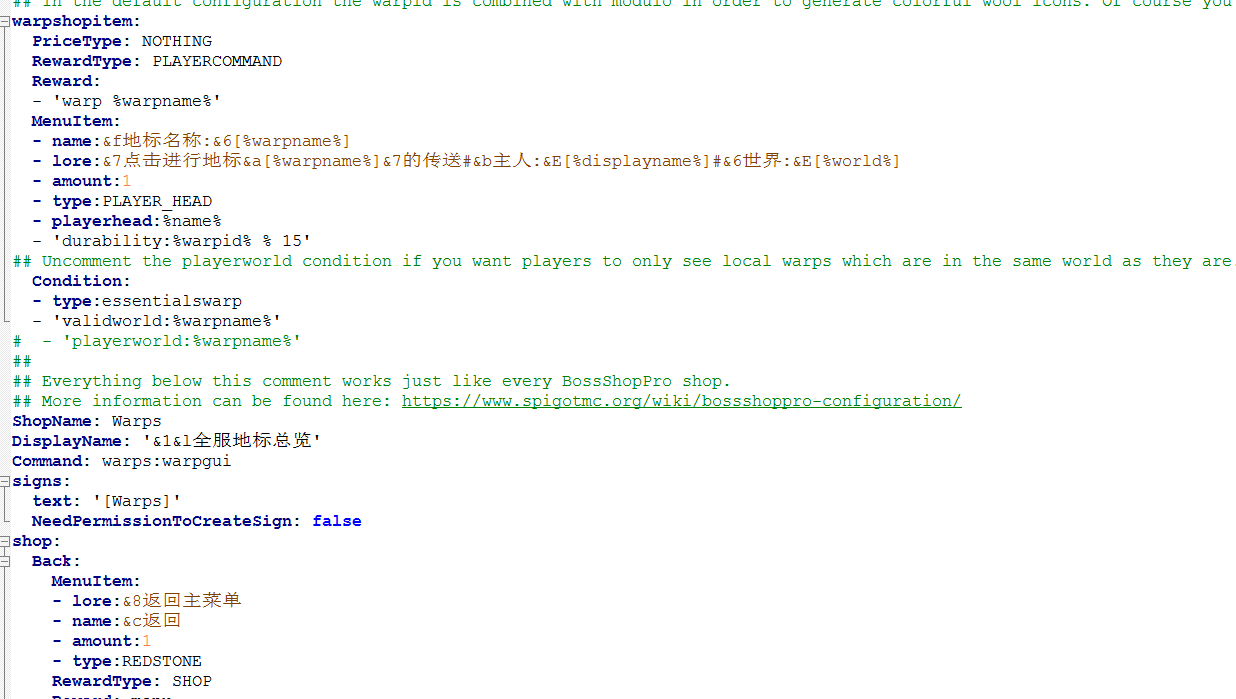 ## In the default configuration the warpid is combined with modulo in order to generate colorful wool icons. Of course you
warpshopitem:
  PriceType: NOTHING
  RewardType: PLAYERCOMMAND
  Reward:
  - 'warp %warpname%'
  MenuItem:
  - name:&f地标名称:&6[%warpname%]
  - lore:&7点击进行地标&a[%warpname%]&7的传送#&b主人:&E[%displayname%]#&6世界:&E[%world%]
  - amount:1
  - type:PLAYER_HEAD
  - playerhead:%name%
  - 'durability:%warpid% % 15'
## Uncomment the playerworld condition if you want players to only see local warps which are in the same world as they are.
  Condition:
  - type:essentialswarp
  - 'validworld:%warpname%'
#  - 'playerworld:%warpname%'
##
## Everything below this comment works just like every BossShopPro shop.
## More information can be found here: https://www.spigotmc.org/wiki/bossshoppro-configuration/
ShopName: Warps
DisplayName: '&1&l全服地标总览'
Command: warps:warpgui
signs:
  text: '[Warps]'
  NeedPermissionToCreateSign: false
shop:
  Back:
    MenuItem:
    - lore:&8返回主菜单
    - name:&c返回
    - amount:1
    - type:REDSTONE
    RewardType: SHOP